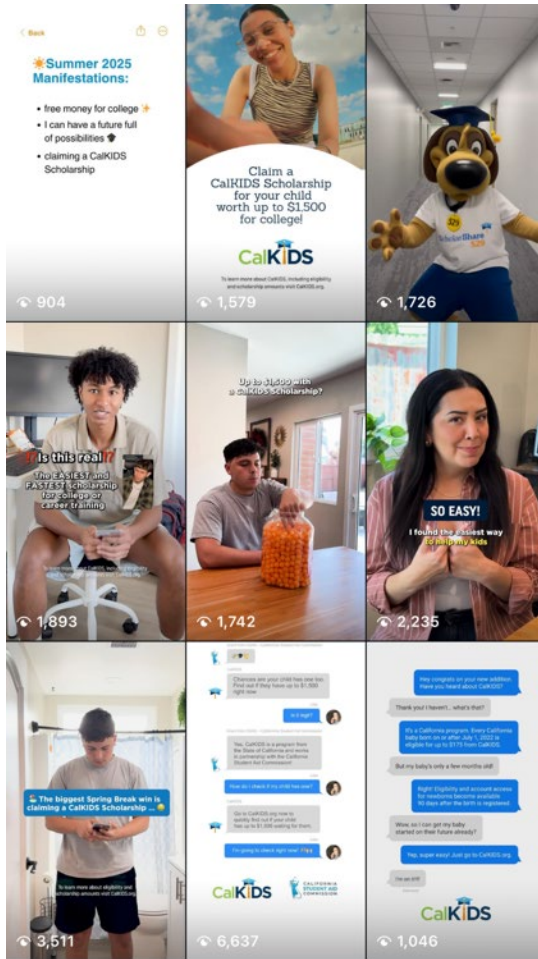 Back
Summer 2025
Manifestations:
• free money for college
• I can have a future full
of possibilities
• claiming a CalKIDS
Scholarship
904
Claim a
CalKIDS Scholarship
for your child
worth up to $1,500
for college!
CalKIDS
To learn more about CalKIDS, including eligibility
and scholarship amounts visit CalKIDS.org.
1,579
529
ScholarShare
529
1,726
Is this real
The EASIEST and
FASTEST scholarship
for college or
career training
1,893
Up to $1,500 with
a CalKIDS Scholarship?
1,742
SO EASY!
I found the easiest way
to help my kids
2,235
The biggest Spring Break win is
claiming a CalKIDS Scholarship ...
To learn more about eligibility and
scholarship amounts visit CalKIDS.org
3,511
Chances are your child has one too.
Find out if they have up to $1,500
right now
Is it legit?
Yes, CalKIDS is a program from
the State of California and works
in partnership with the California
Student Aid Commission!
How do I check if my child has one?
Go to CalKIDS.org now to
quickly find out if your child
has up to $1,500 waiting for them.
I'm going to check right now!
CalKIDS
CALIFORNIA
STUDENT AID
COMMISSION
6,637
Hey congrats on your new addition.
Have you heard about CalKIDS?
Thank you! I haven't... what's that?
It's a California program. Every California
baby born on or after July 1, 2022 is
eligible for up to $175 from CalKIDS.
But my baby's only a few months old!
Right! Eligibility and account access
for newborns become available
90 days after the birth is registered.
Wow, so I can get my baby
started on their future already?
Yep, super easy! Just go to CalKIDS.org.
I'm on it!!!
CalKIDS
1,046